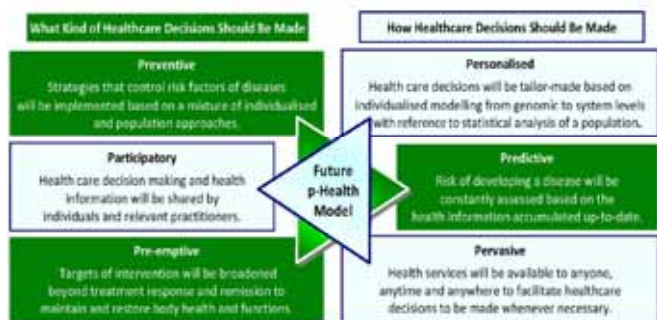 What Kind of Healthcare Decisions Should Be Made
How Healthcare Decisions Should Be Made
Preventive
Strategies that control risk factors of diseases
will be implemented based on a mixture of individualised
and population approaches.
Participatory
Health care decision making and health
information will be shared by
individuals and relevant practitioners.
Pre-emptive
Targets of intervention will be broadened
beyond treatment response and remission to
maintain and restore body health and functions.
Future
p-Health
Model
Personalised
Health care decisions will be tailor-made based on
individualised modelling from genomic to system levels
with reference to statistical analysis of a population.
Predictive
Risk of developing a disease will be
constantly assessed based on the
health information accumulated up-to-date.
Pervasive
Health services will be available to anyone,
anytime and anywhere to facilitate healthcare
decisions to be made whenever necessary.